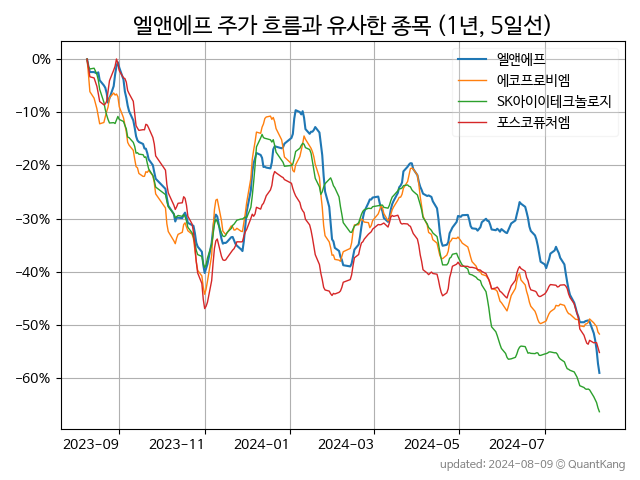 엘앤에프 주가 흐름과 유사한 종목 (1년, 5일선)
엘앤에프
에코프로비엠
SK아이이테크놀로지
포스코퓨처엠
0%
−10%
−20%
−30%
−40%
−50%
−60%
2023-09
2023-11
2024-01
2024-03
2024-05
2024-07
updated: 2024-08-09 © QuantKang